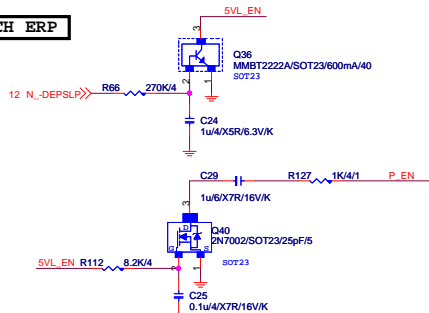 5VL_EN
TH ERP
3
Q36
MMBT2222A/SOT23/600mA/40
SOT23
2
1
12 N_-DEPSLP
R66
270K/4
C24
1u/4/X5R/6.3V/K
C29
R127
1K/4/1
P_EN
1u/6/X7R/16V/K
3
D
Q40
2N7002/SOT23/25pF/5
G
S
SOT23
5VL_EN
R112
8.2K/4
2
1
C25
0.1u/4/X7R/16V/K